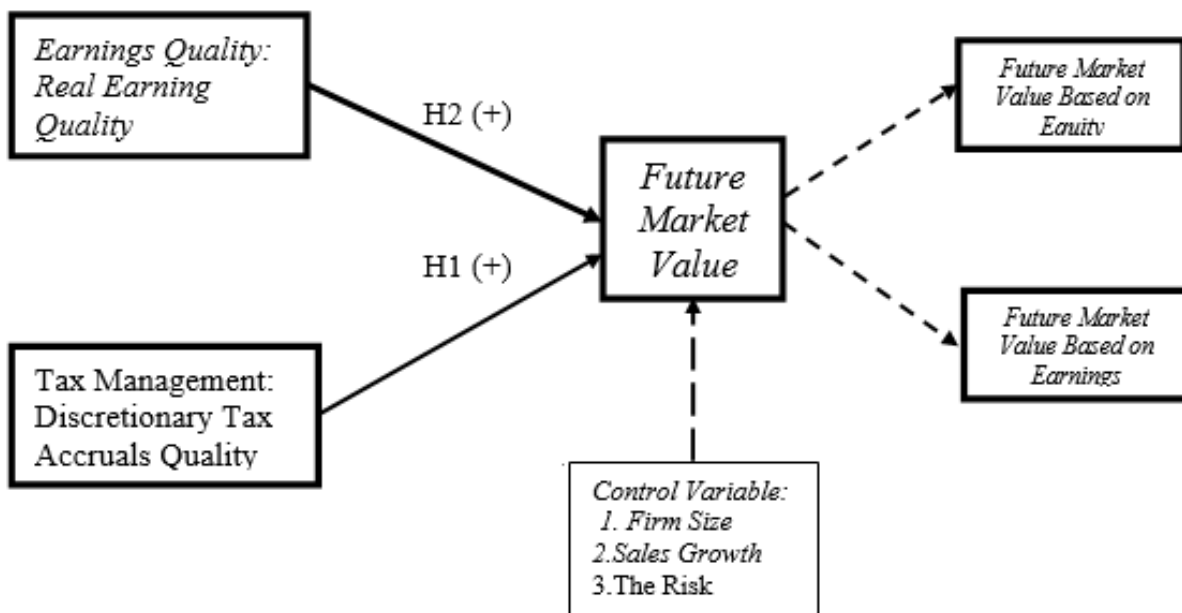 Earnings Quality:
Real Earning
Quality
H2 (+)
Future Market
Value Based on
Equity
Future
Market
Value
H1 (+)
Future Market
Value Based on
Earnings
Tax Management:
Discretionary Tax
Accruals Quality
Control Variable:
1. Firm Size
2.Sales Growth
3.The Risk